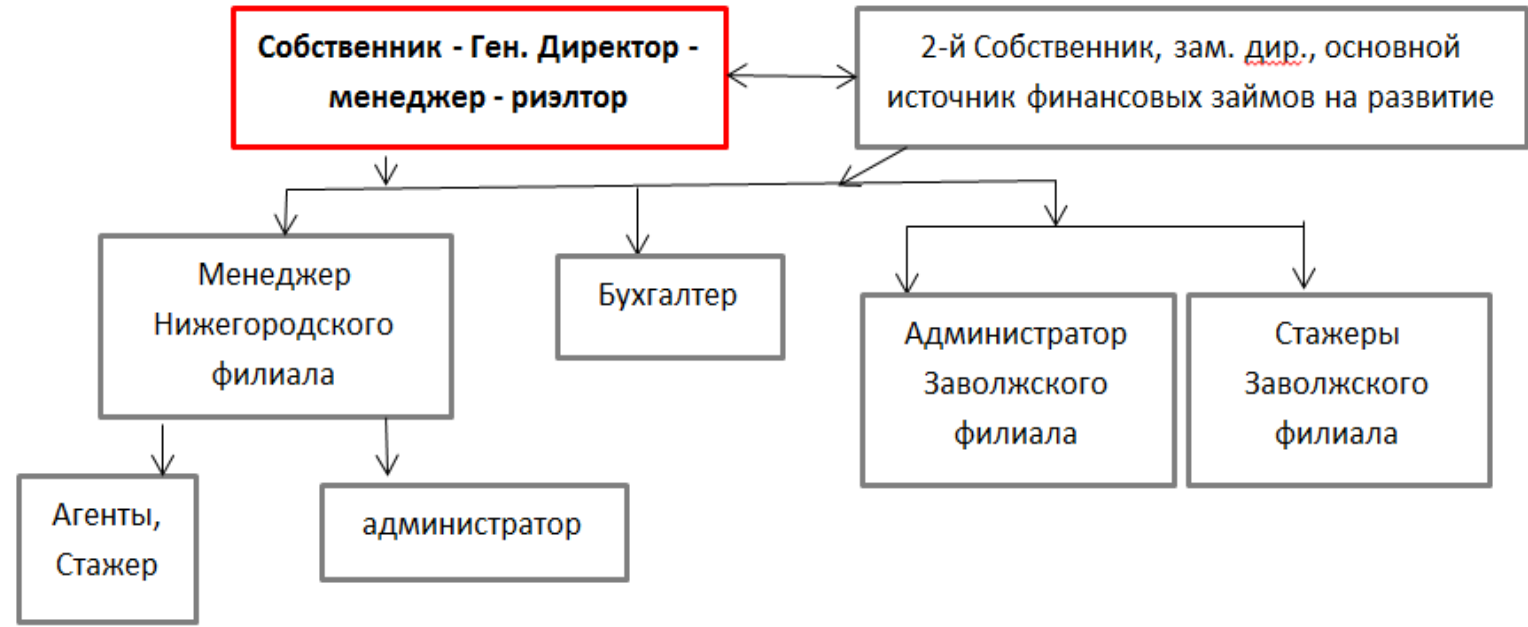 Собственник - Ген. Директор -
менеджер - риэлтор
2-й Собственник, зам. дир., основной
источник финансовых займов на развитие
Менеджер
Нижегородского
филиала
Бухгалтер
Администратор
Заволжского
филиала
Стажеры
Заволжского
филиала
Агенты,
Стажер
администратор